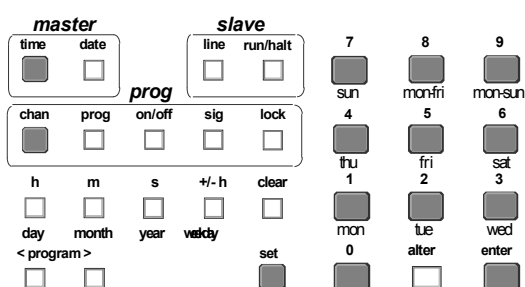 master slave
time date line run/halt 7 8 9
sun mon-fri mon-sun
prog
chan prog on/off sig lock 4 5 6
thu fri sat
h m s +/- h clear 1 2 3
day month year mon tue wed
< program > set 0 alter enter